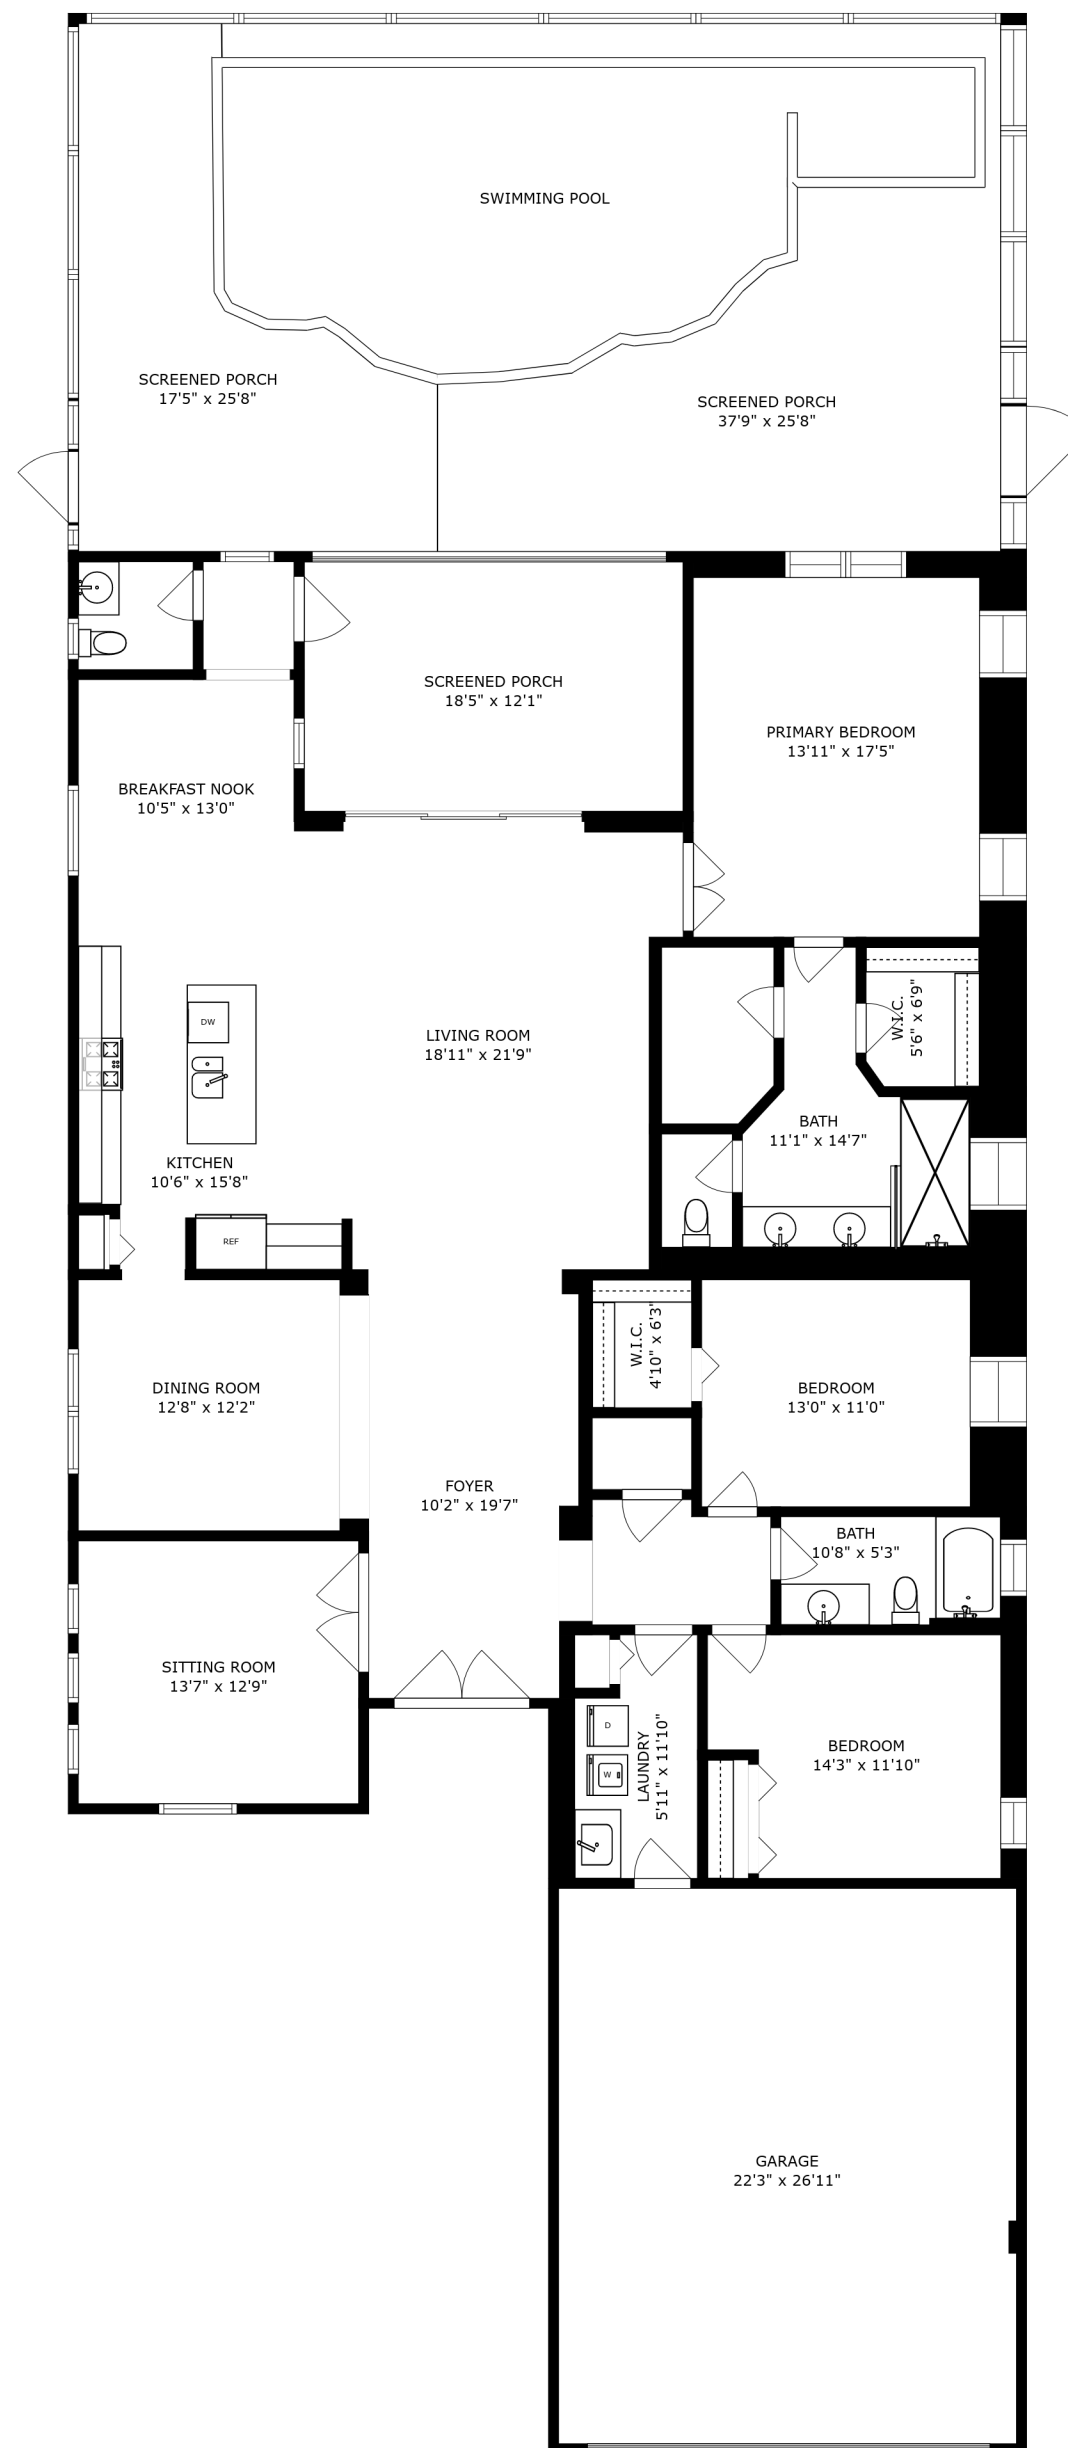 SWIMMING POOL
SCREENED PORCH
17'5" x 25'8"
SCREENED PORCH
37'9" x 25'8"
SCREENED PORCH
18'5" x 12'1"
PRIMARY BEDROOM
13'11" x 17'5"
BREAKFAST NOOK
10'5" x 13'0"
W.I.C.
5'6" x 6'9"
DW
LIVING ROOM
18'11" x 21'9"
BATH
11'1" x 14'7"
KITCHEN
10'6" x 15'8"
REF
W.I.C.
4'10" x 6'3"
DINING ROOM
12'8" x 12'2"
BEDROOM
13'0" x 11'0"
FOYER
10'2" x 19'7"
BATH
10'8" x 5'3"
SITTING ROOM
13'7" x 12'9"
D
W
LAUNDRY
5'11" x 11'10"
BEDROOM
14'3" x 11'10"
GARAGE
22'3" x 26'11"